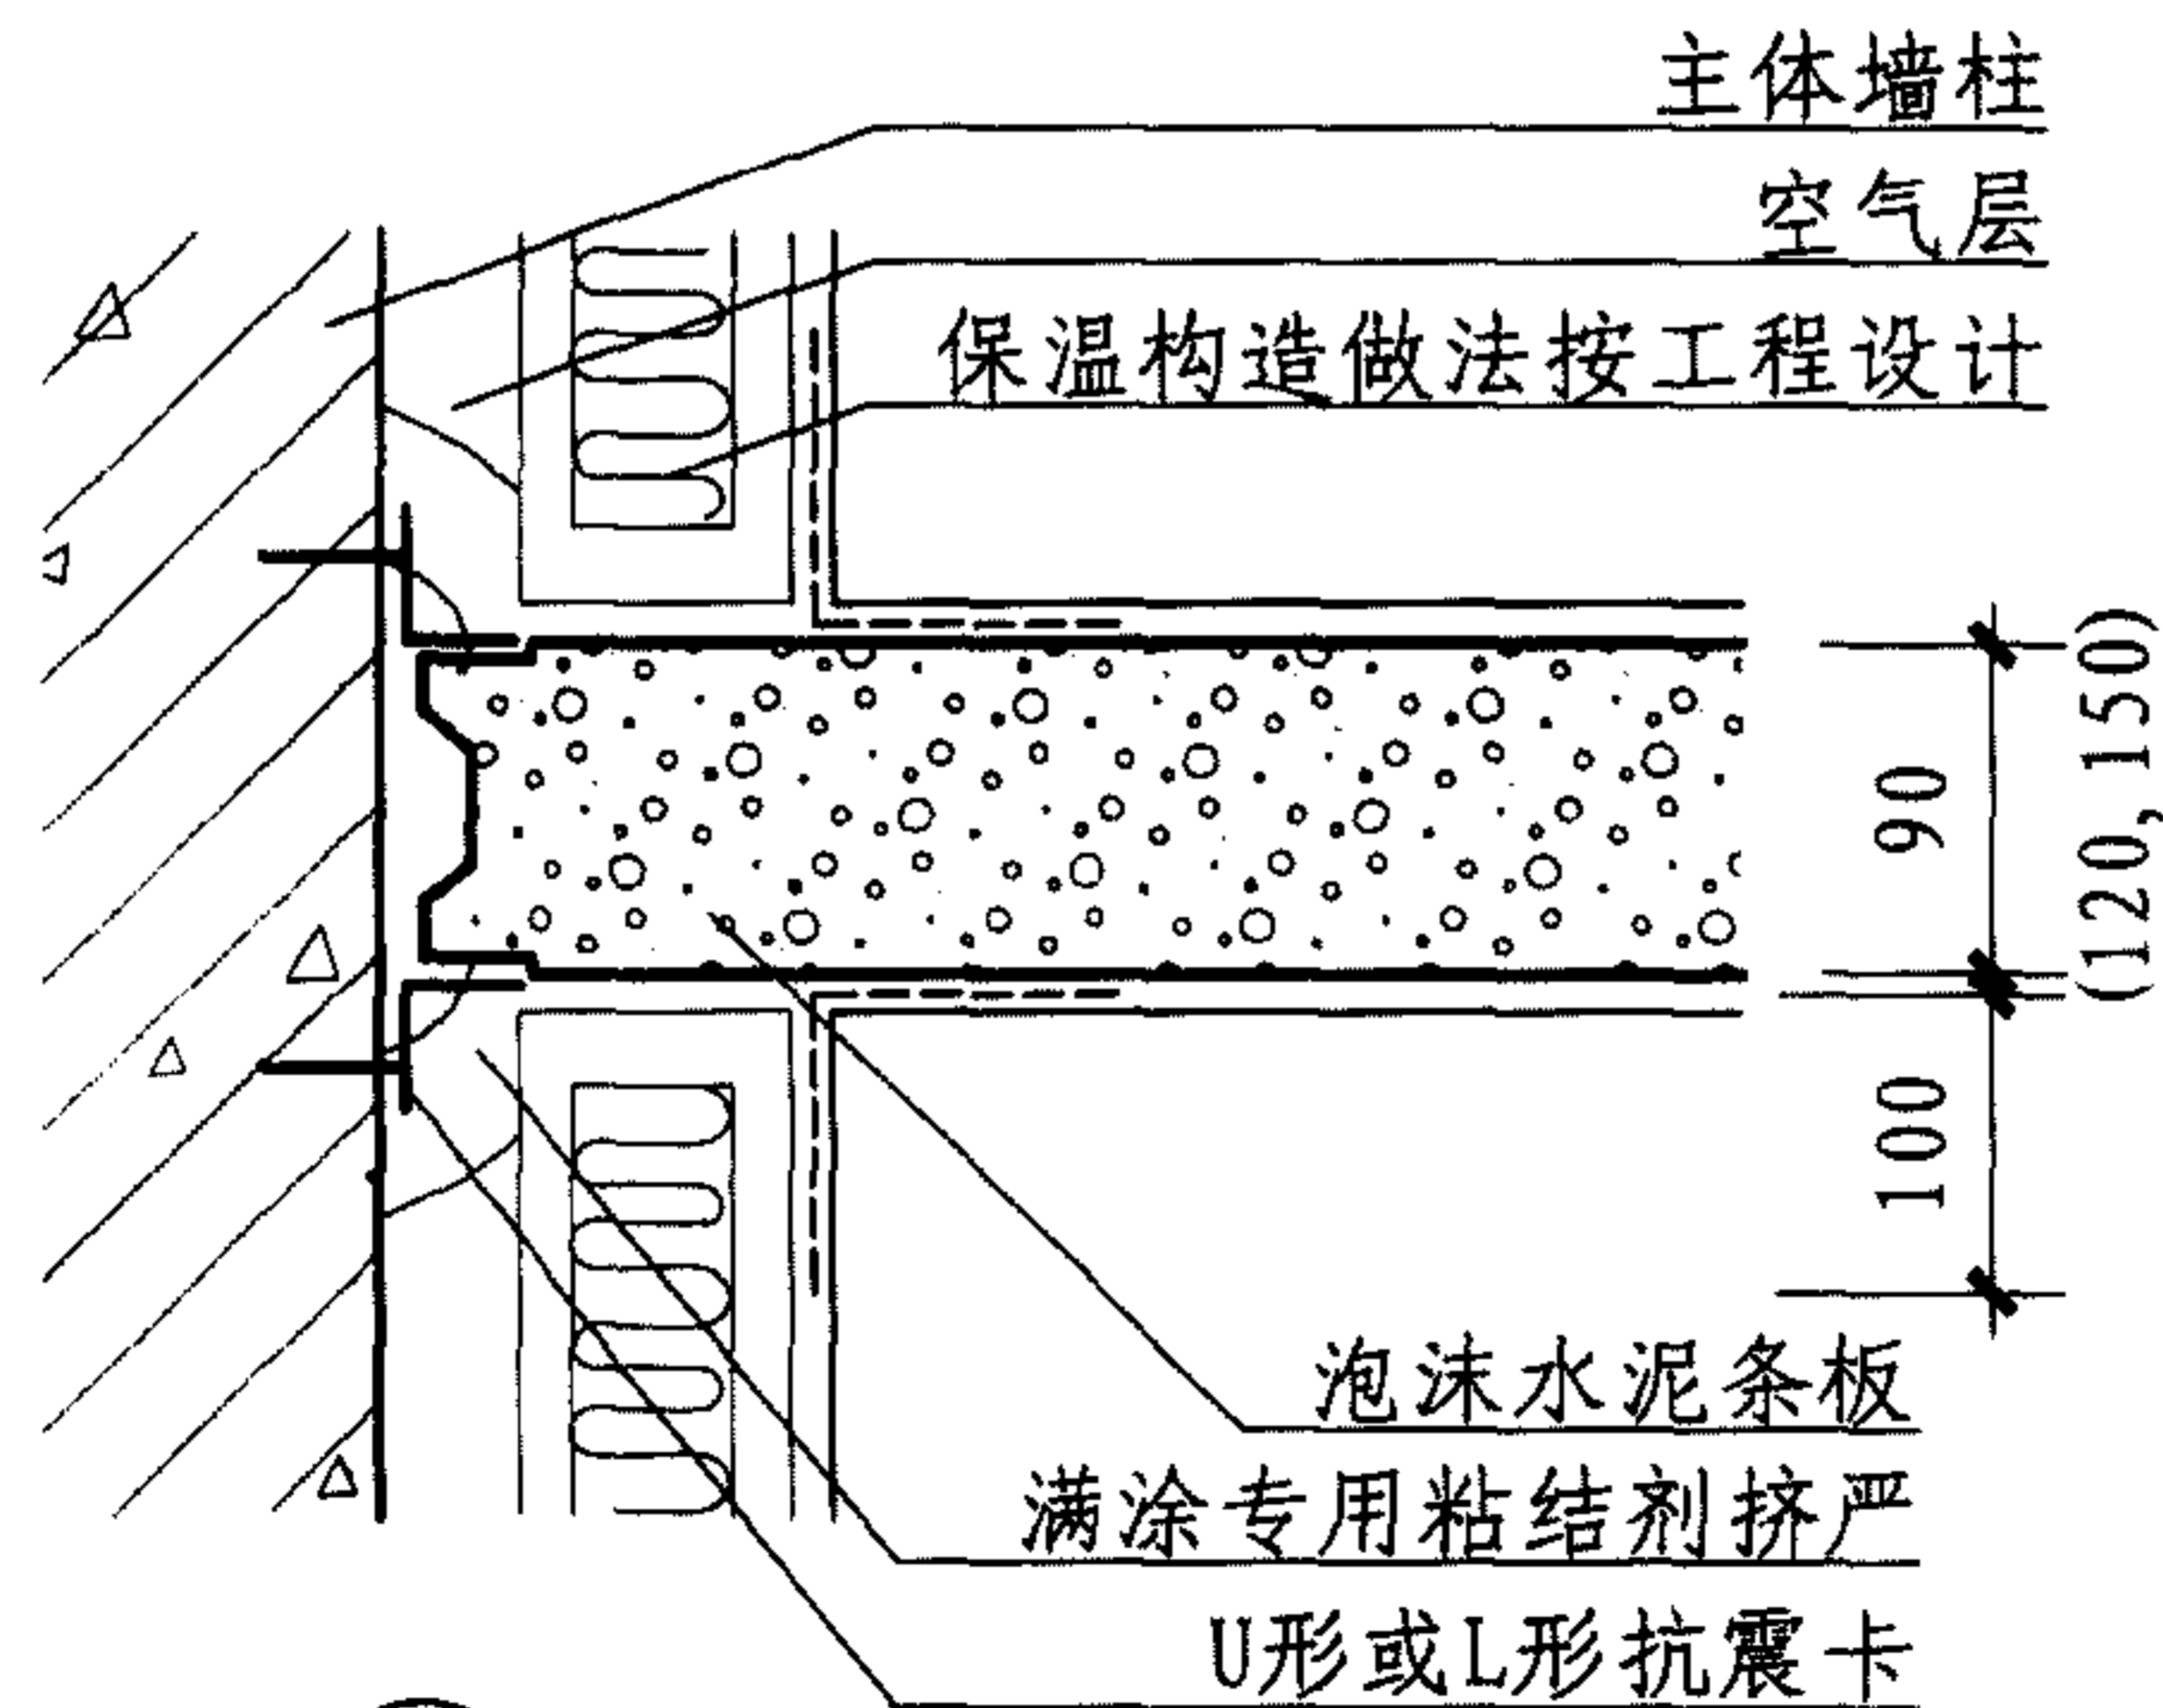 主体墙柱
空气层
保温构造做法按工程设计
90
(120,150)
100
泡沫水泥条板
满涂专用粘结剂挤严
U形或L形抗震卡